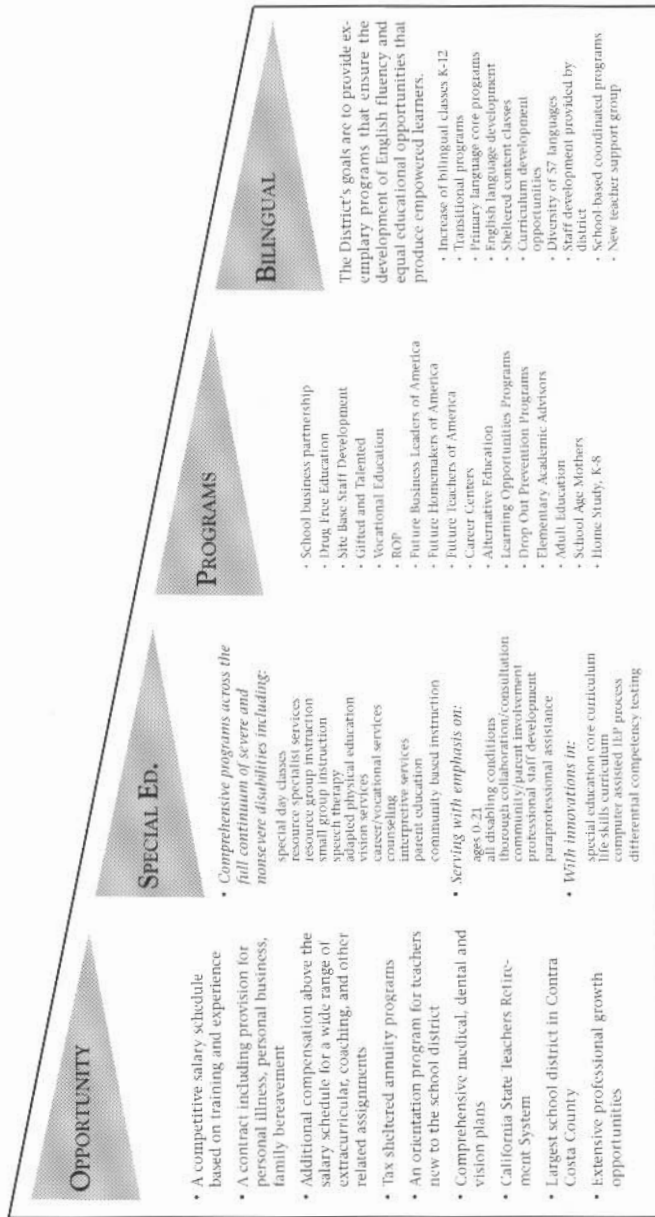 OPPORTUNITY
• A competitive salary schedule
based on training and experience
• A contract including provision for
personal illness, personal business,
family bereavement
• Additional compensation above the
salary schedule for a wide range of
extracurricular, coaching, and other
related assignments
• Tax sheltered annuity programs
• An orientation program for teachers
new to the school district
• Comprehensive medical, dental and
vision plans
• California State Teachers Retire-
ment System
• Largest school district in Contra
Costa County
• Extensive professional growth
opportunities
SPECIAL ED.
• Comprehensive programs across the
full continuum of severe and
nonsevere disabilities including:
special day classes
resource specialist services
resource group instruction
small group instruction
speech therapy
adapted physical education
vision services
career/vocational services
counseling
interpretive services
parent education
community based instruction
• Serving with emphasis on:
ages 0-21
all disabling conditions
through collaboration/consultation
community/parent involvement
professional staff development
paraprofessional assistance
• With innovations in:
special education core curriculum
life skills curriculum
computer assisted IEP process
differential competency testing
PROGRAMS
• School business partnership
• Drug Free Education
• Site Base Staff Development
• Gifted and Talented
• Vocational Education
• ROP
• Future Business Leaders of America
• Future Homemakers of America
• Future Teachers of America
• Career Centers
• Alternative Education
• Learning Opportunities Programs
• Drop Out Prevention Programs
• Elementary Academic Advisors
• Adult Education
• School Age Mothers
• Home Study, K-8
BILINGUAL
The District's goals are to provide ex-
emplary programs that ensure the
development of English fluency and
equal educational opportunities that
produce empowered learners.
• Increase of bilingual classes K-12
• Transitional programs
• Primary language core programs
• English language development
• Sheltered content classes
• Curriculum development
opportunities
• Diversity of 57 languages
• Staff development provided by
district
• School-based coordinated programs
• New teacher support group